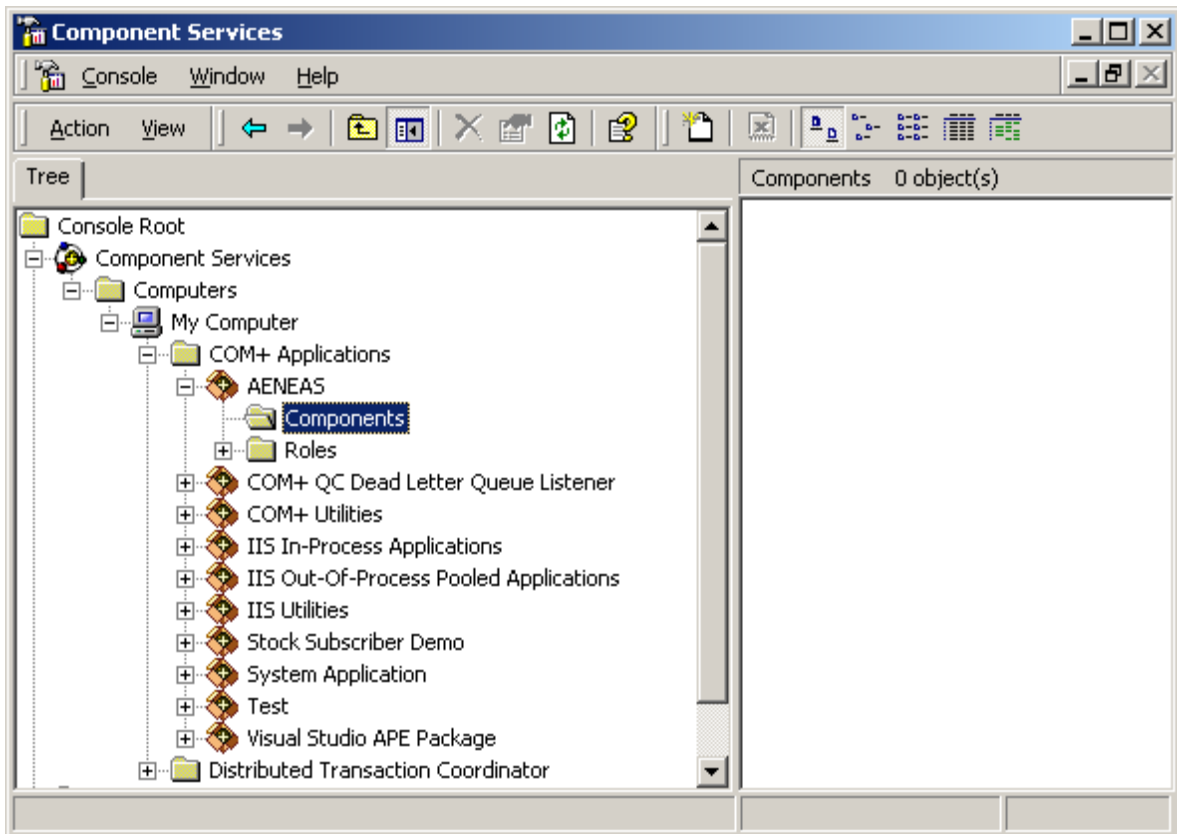 Component Services
Console Window Help
Action View
Tree
Components 0 object(s)
Console Root
Component Services
Computers
My Computer
COM+ Applications
AENEAS
Components
Roles
COM+ QC Dead Letter Queue Listener
COM+ Utilities
IIS In-Process Applications
IIS Out-Of-Process Pooled Applications
IIS Utilities
Stock Subscriber Demo
System Application
Test
Visual Studio APE Package
Distributed Transaction Coordinator